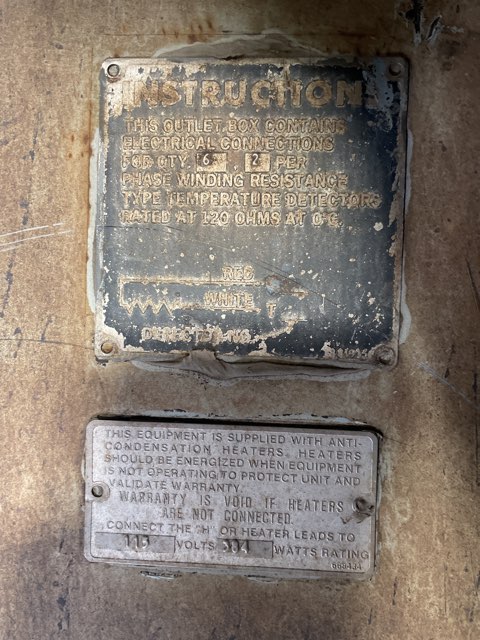 INSTRUCTIONS
THIS OUTLET BOX CONTAINS
ELECTRICAL CONNECTIONS
FOR QTY. 6 , 2 PER
PHASE WINDING RESISTANCE
TYPE TEMPERATURE DETECTORS
RATED AT 120 OHMS AT 0°C.
RED
WHITE
THIS EQUIPMENT IS SUPPLIED WITH ANTI-
CONDENSATION HEATERS. HEATERS
SHOULD BE ENERGIZED WHEN EQUIPMENT
IS NOT OPERATING TO PROTECT UNIT AND
VALIDATE WARRANTY.
WARRANTY IS VOID IF HEATERS
ARE NOT CONNECTED.
CONNECT THE "H" OR HEATER LEADS TO
115 VOLTS WATTS RATING